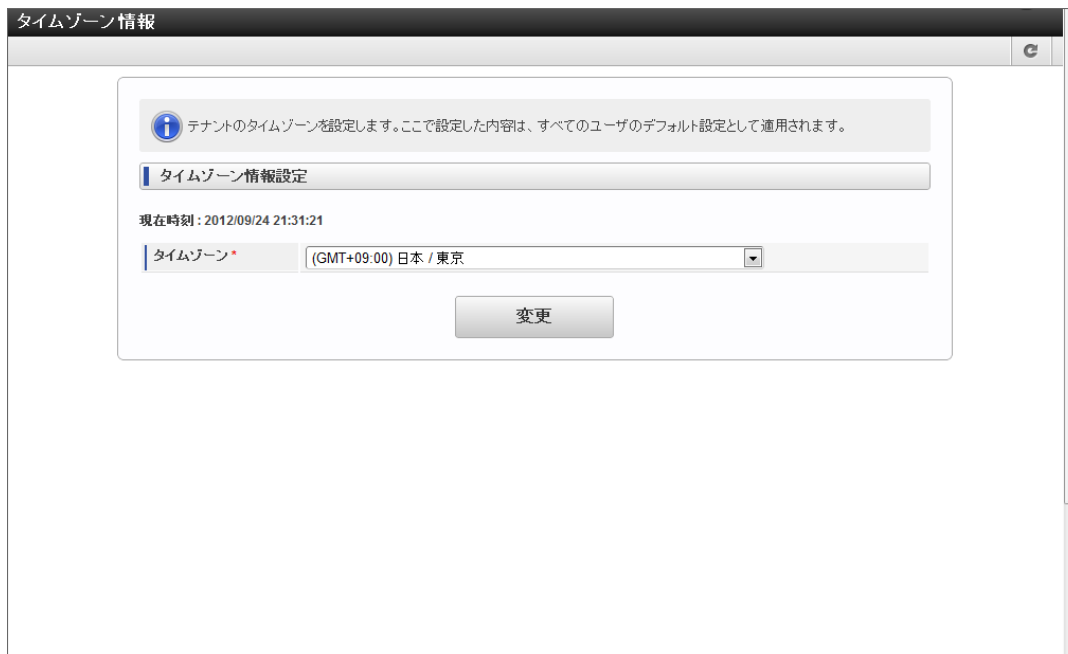 タイムゾーン情報
テナントのタイムゾーンを設定します。ここで設定した内容は、すべてのユーザのデフォルト設定として適用されます。
タイムゾーン情報設定
現在時刻 : 2012/09/24 21:31:21
タイムゾーン *
(GMT+09:00) 日本 / 東京
変更